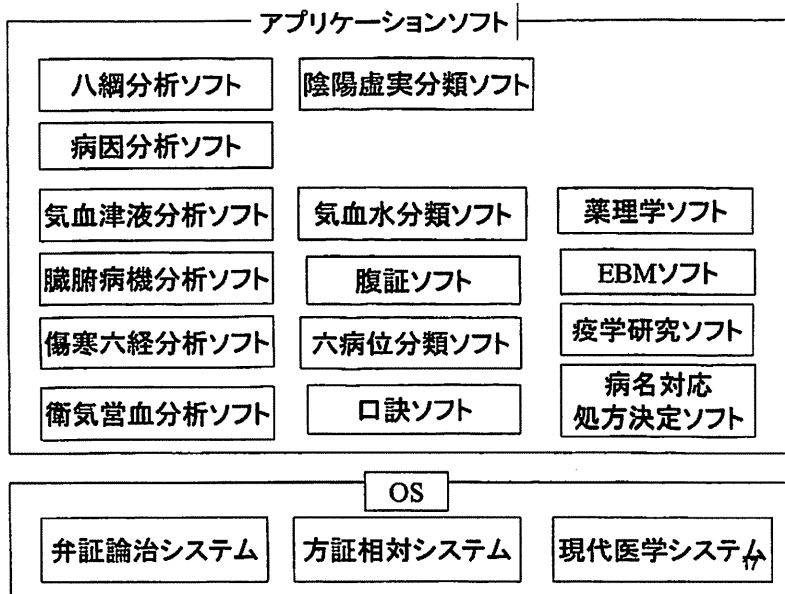 アプリケーションソフト
八綱分析ソフト
陰陽虚実分類ソフト
病因分析ソフト
気血津液分析ソフト
気血水分類ソフト
薬理学ソフト
臓腑病機分析ソフト
腹証ソフト
EBMソフト
傷寒六経分析ソフト
六病位分類ソフト
疫学研究ソフト
衛気営血分析ソフト
口訣ソフト
病名対応
処方決定ソフト
OS
弁証論治システム
方証相対システム
現代医学システム
17